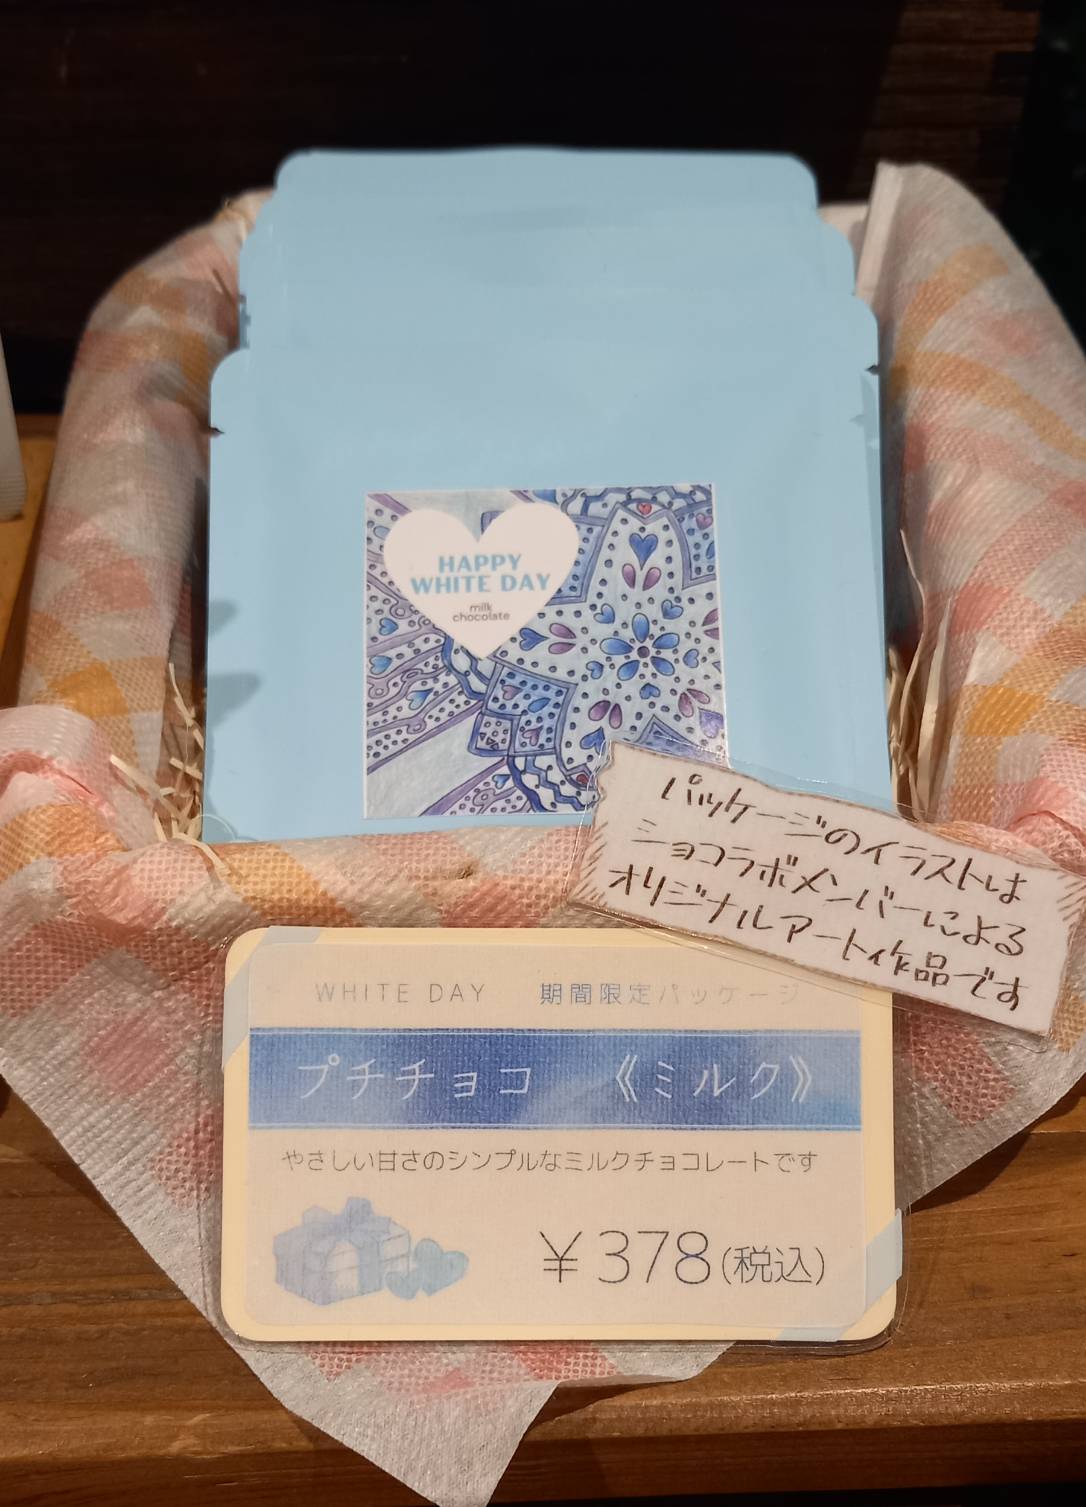 HAPPY
WHITE DAY
milk
chocolate
パッケージのイラストは
ショコラボメンバーによる
オリジナルアート作品です
WHITE DAY 期間限定パッケージ
プチチョコ 《ミルク》
やさしい甘さのシンプルなミルクチョコレートです
¥378(税込)